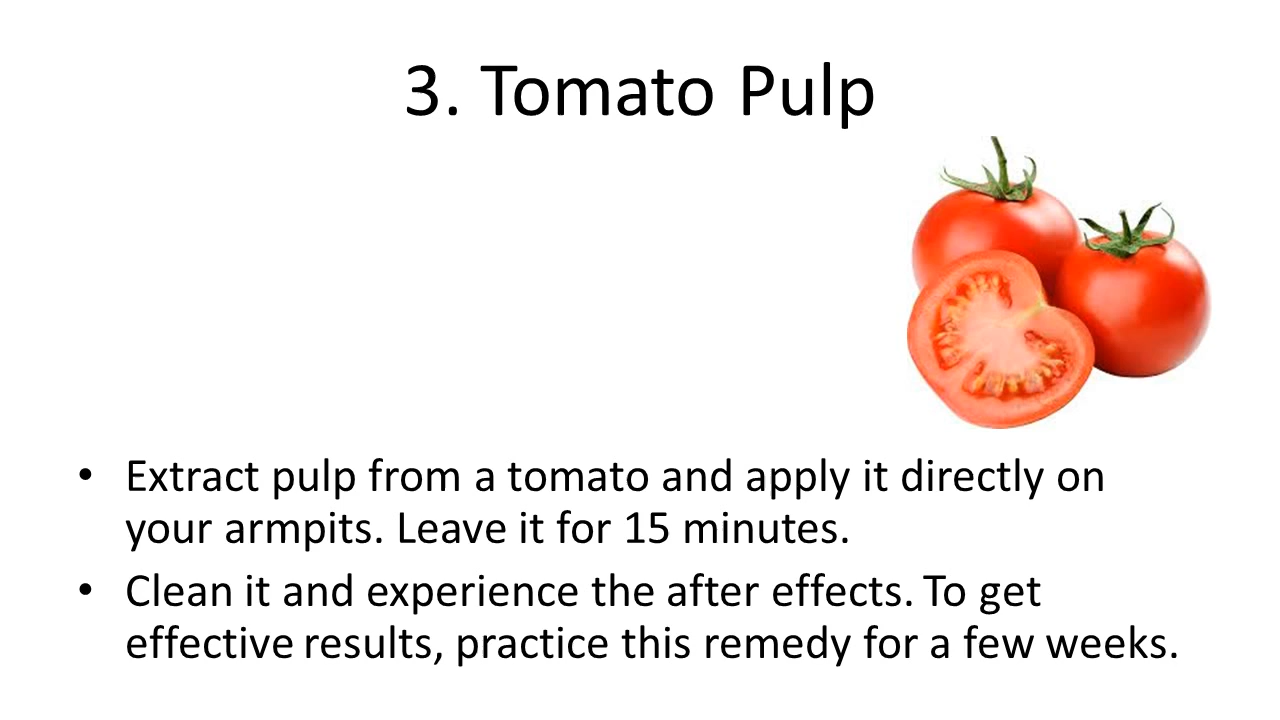 3. Tomato Pulp
• Extract pulp from a tomato and apply it directly on
your armpits. Leave it for 15 minutes.
• Clean it and experience the after effects. To get
effective results, practice this remedy for a few weeks.